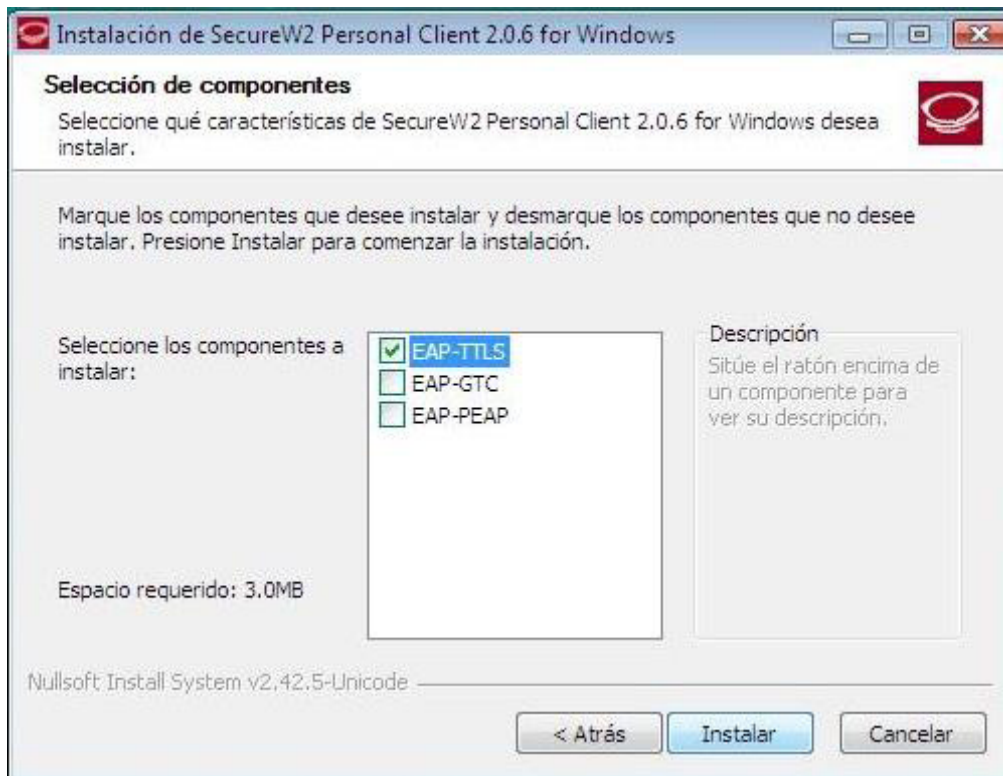 Instalación de SecureW2 Personal Client 2.0.6 for Windows
Selección de componentes
Seleccione qué características de SecureW2 Personal Client 2.0.6 for Windows desea
instalar.
Marque los componentes que desee instalar y desmarque los componentes que no desee
instalar. Presione Instalar para comenzar la instalación.
Seleccione los componentes a
instalar:
EAP-TTLS
EAP-GTC
EAP-PEAP
Descripción
Sitúe el ratón encima de
un componente para
ver su descripción.
Espacio requerido: 3.0MB
Nullsoft Install System v2.42.5-Unicode
< Atrás
Instalar
Cancelar